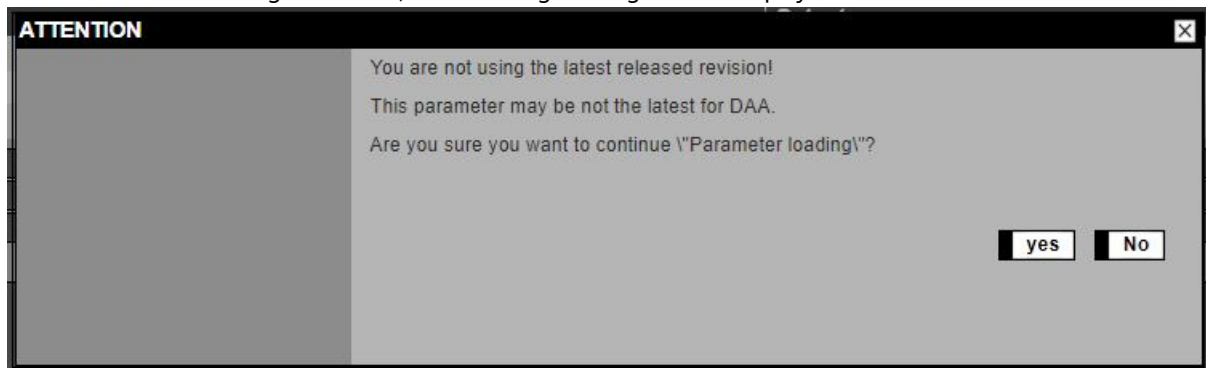 ATTENTION
You are not using the latest released revision!
This parameter may be not the latest for DAA.
Are you sure you want to continue \"Parameter loading\"?
yes No